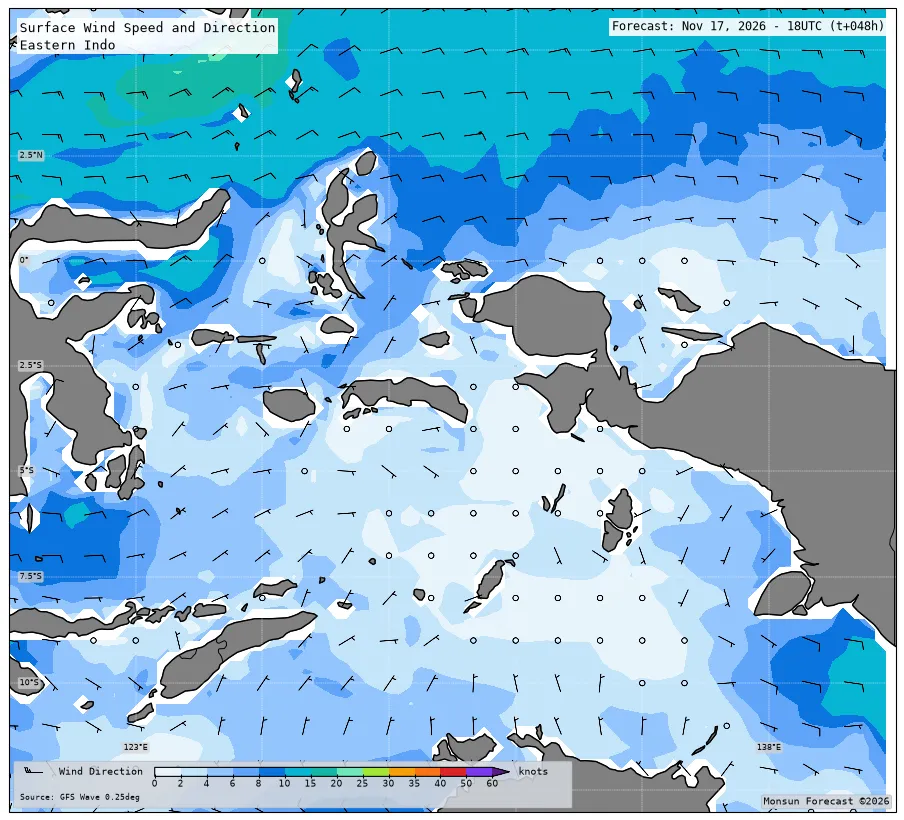 Surface Wind Speed and Direction
Eastern Indo
Forecast: Nov 17, 2026 - 18UTC (t+048h)
2.5°N
0°
2.5°S
5°S
7.5°S
10°S
123°E
138°E
Wind Direction
0 2 4 6 8 10 15 20 25 30 35 40 50 60
knots
Source: GFS Wave 0.25deg
Monsun Forecast ©2026